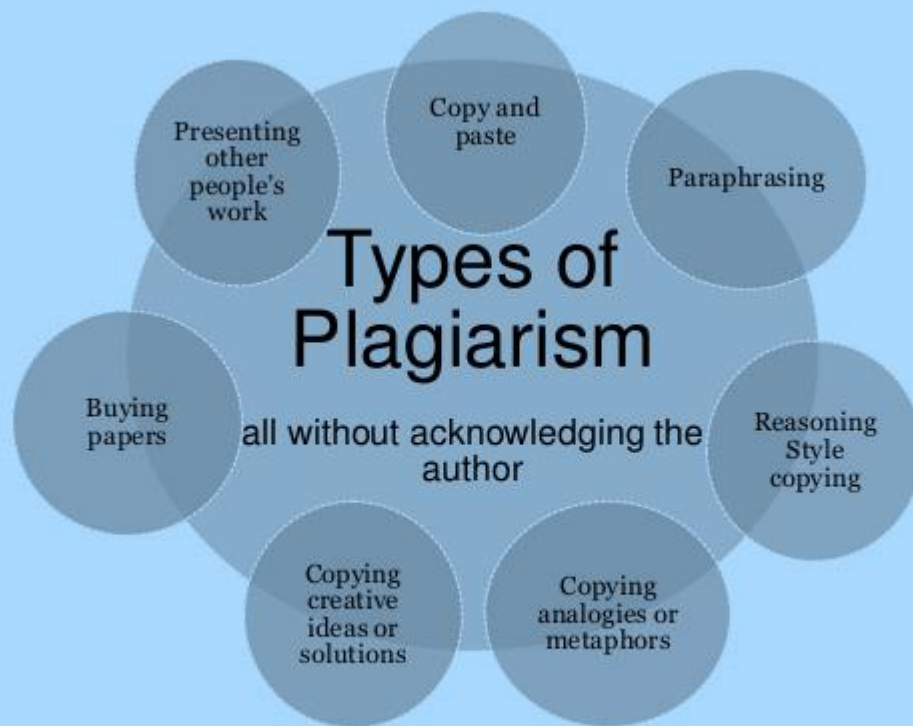 Copy and
paste
Presenting
other
people's
work
Paraphrasing
Types of
Plagiarism
all without acknowledging the
author
Buying
papers
Reasoning
Style
copying
Copying
creative
ideas or
solutions
Copying
analogies or
metaphors